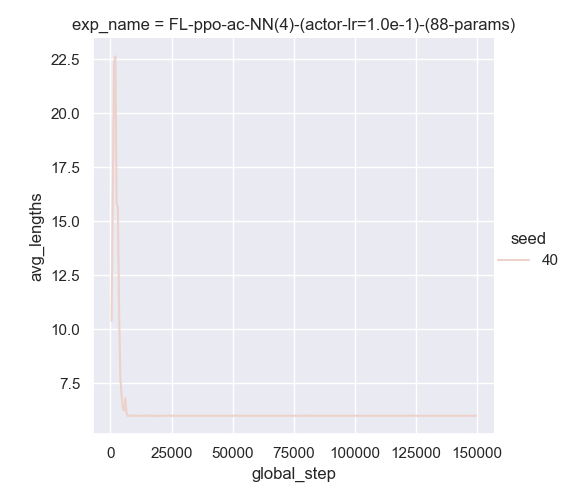 exp_name = FL-ppo-ac-NN(4)-(actor-lr=1.0e-1)-(88-params)
22.5
20.0
17.5
15.0
12.5
10.0
7.5
avg_lengths
0 25000 50000 75000 100000 125000 150000
global_step
seed
40